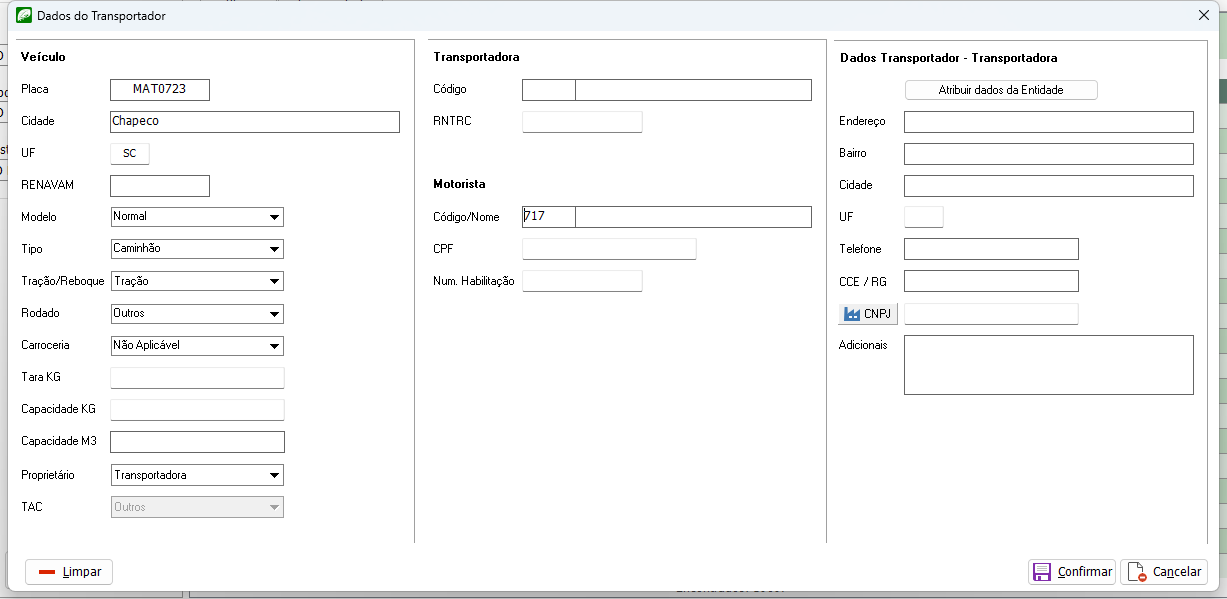 Dados do Transportador
Veículo
Placa MAT0723
Cidade Chapeco
UF SC
RENAVAM
Modelo Normal
Tipo Caminhão
Tração/Reboque Tração
Rodado Outros
Carroceria Não Aplicável
Tara KG
Capacidade KG
Capacidade M3
Proprietário Transportadora
TAC Outros
Transportadora
Código
RNTRC
Motorista
Código/Nome 717
CPF
Num. Habilitação
Dados Transportador - Transportadora
Atribuir dados da Entidade
Endereço
Bairro
Cidade
UF
Telefone
CCE / RG
CNPJ
Adicionais
Limpar
Confirmar
Cancelar